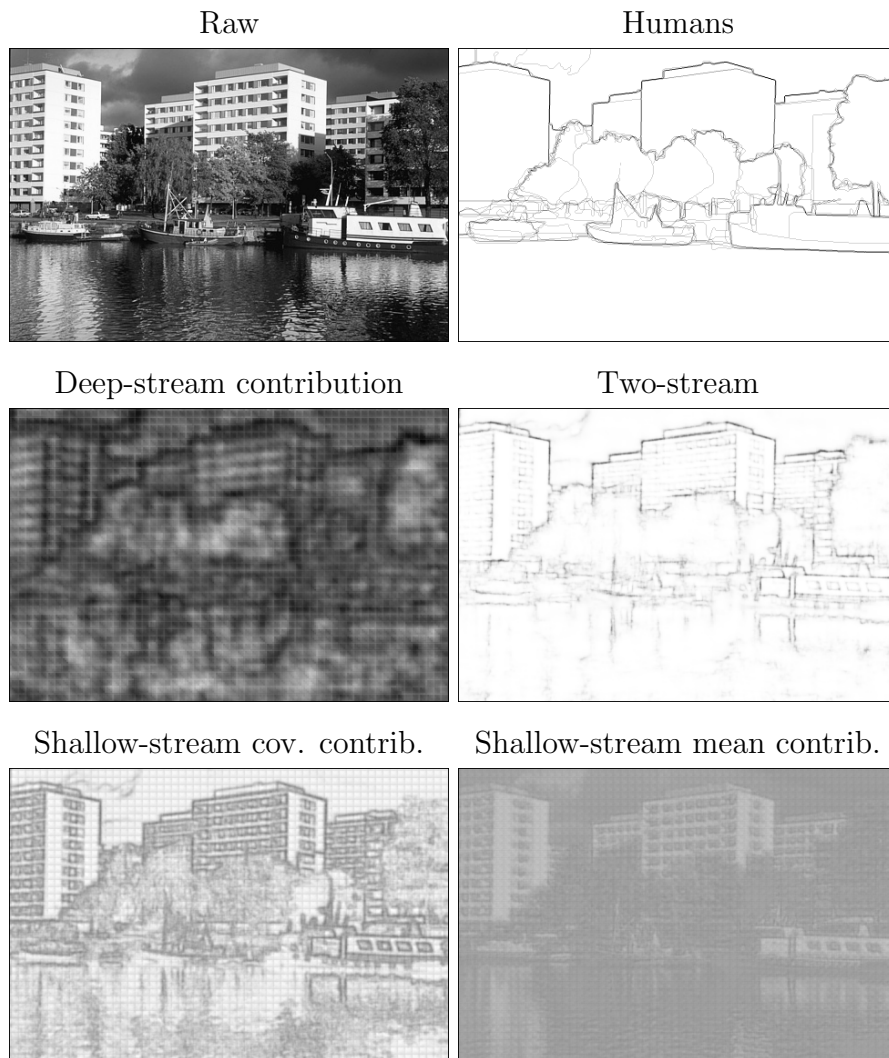 Raw
Humans
Deep-stream contribution
Two-stream
Shallow-stream cov. contrib.
Shallow-stream mean contrib.